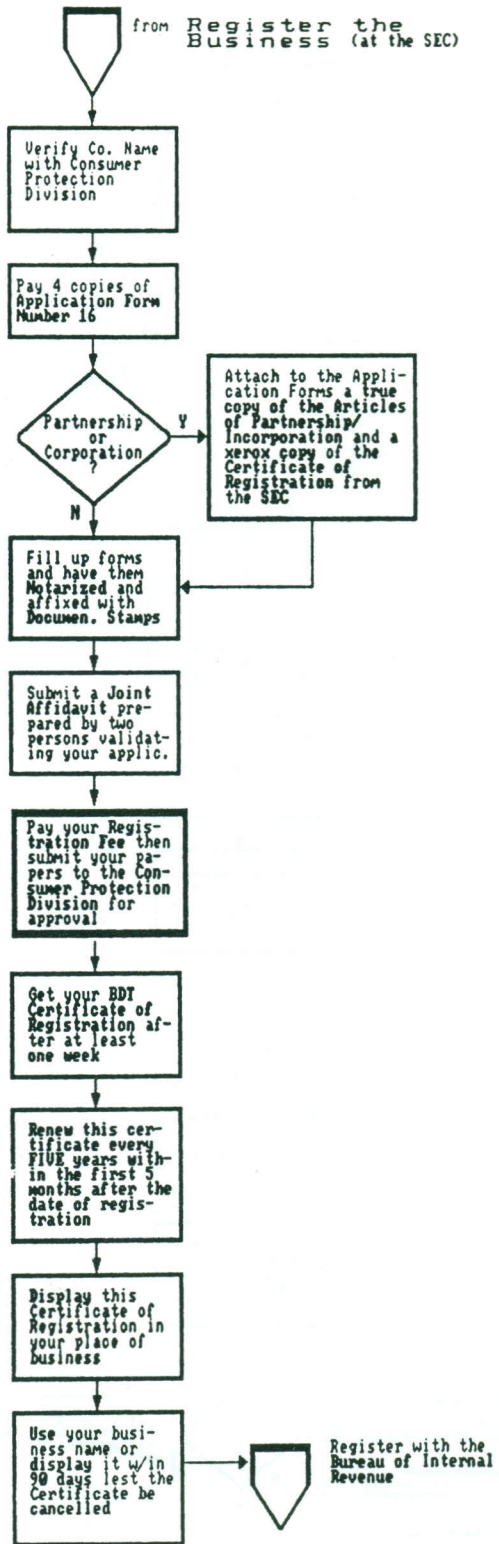 from Register the
Business (at the SEC)
Verify Co. Name
with Consumer
Protection
Division
Pay 4 copies of
Application Form
Number 16
Partnership
or
Corporation
?
Y
N
Attach to the Appli-
cation Forms a true
copy of the Articles
of Partnership/
Incorporation and a
xerox copy of the
Certificate of
Registration from
the SEC
Fill up forms
and have them
Notarized and
affixed with
Documen. Stamps
Submit a Joint
Affidavit pre-
pared by two
persons validat-
ing your applic.
Pay your Regis-
tration Fee then
submit your pa-
pers to the Con-
sumer Protection
Division for
approval
Get your BDT
Certificate of
Registration af-
ter at least
one week
Renew this cer-
tificate every
FIVE years with-
in the first 5
months after the
date of regis-
tration
Display this
Certificate of
Registration in
your place of
business
Use your busi-
ness name or
display it w/in
90 days lest the
Certificate be
cancelled
Register with the
Bureau of Internal
Revenue